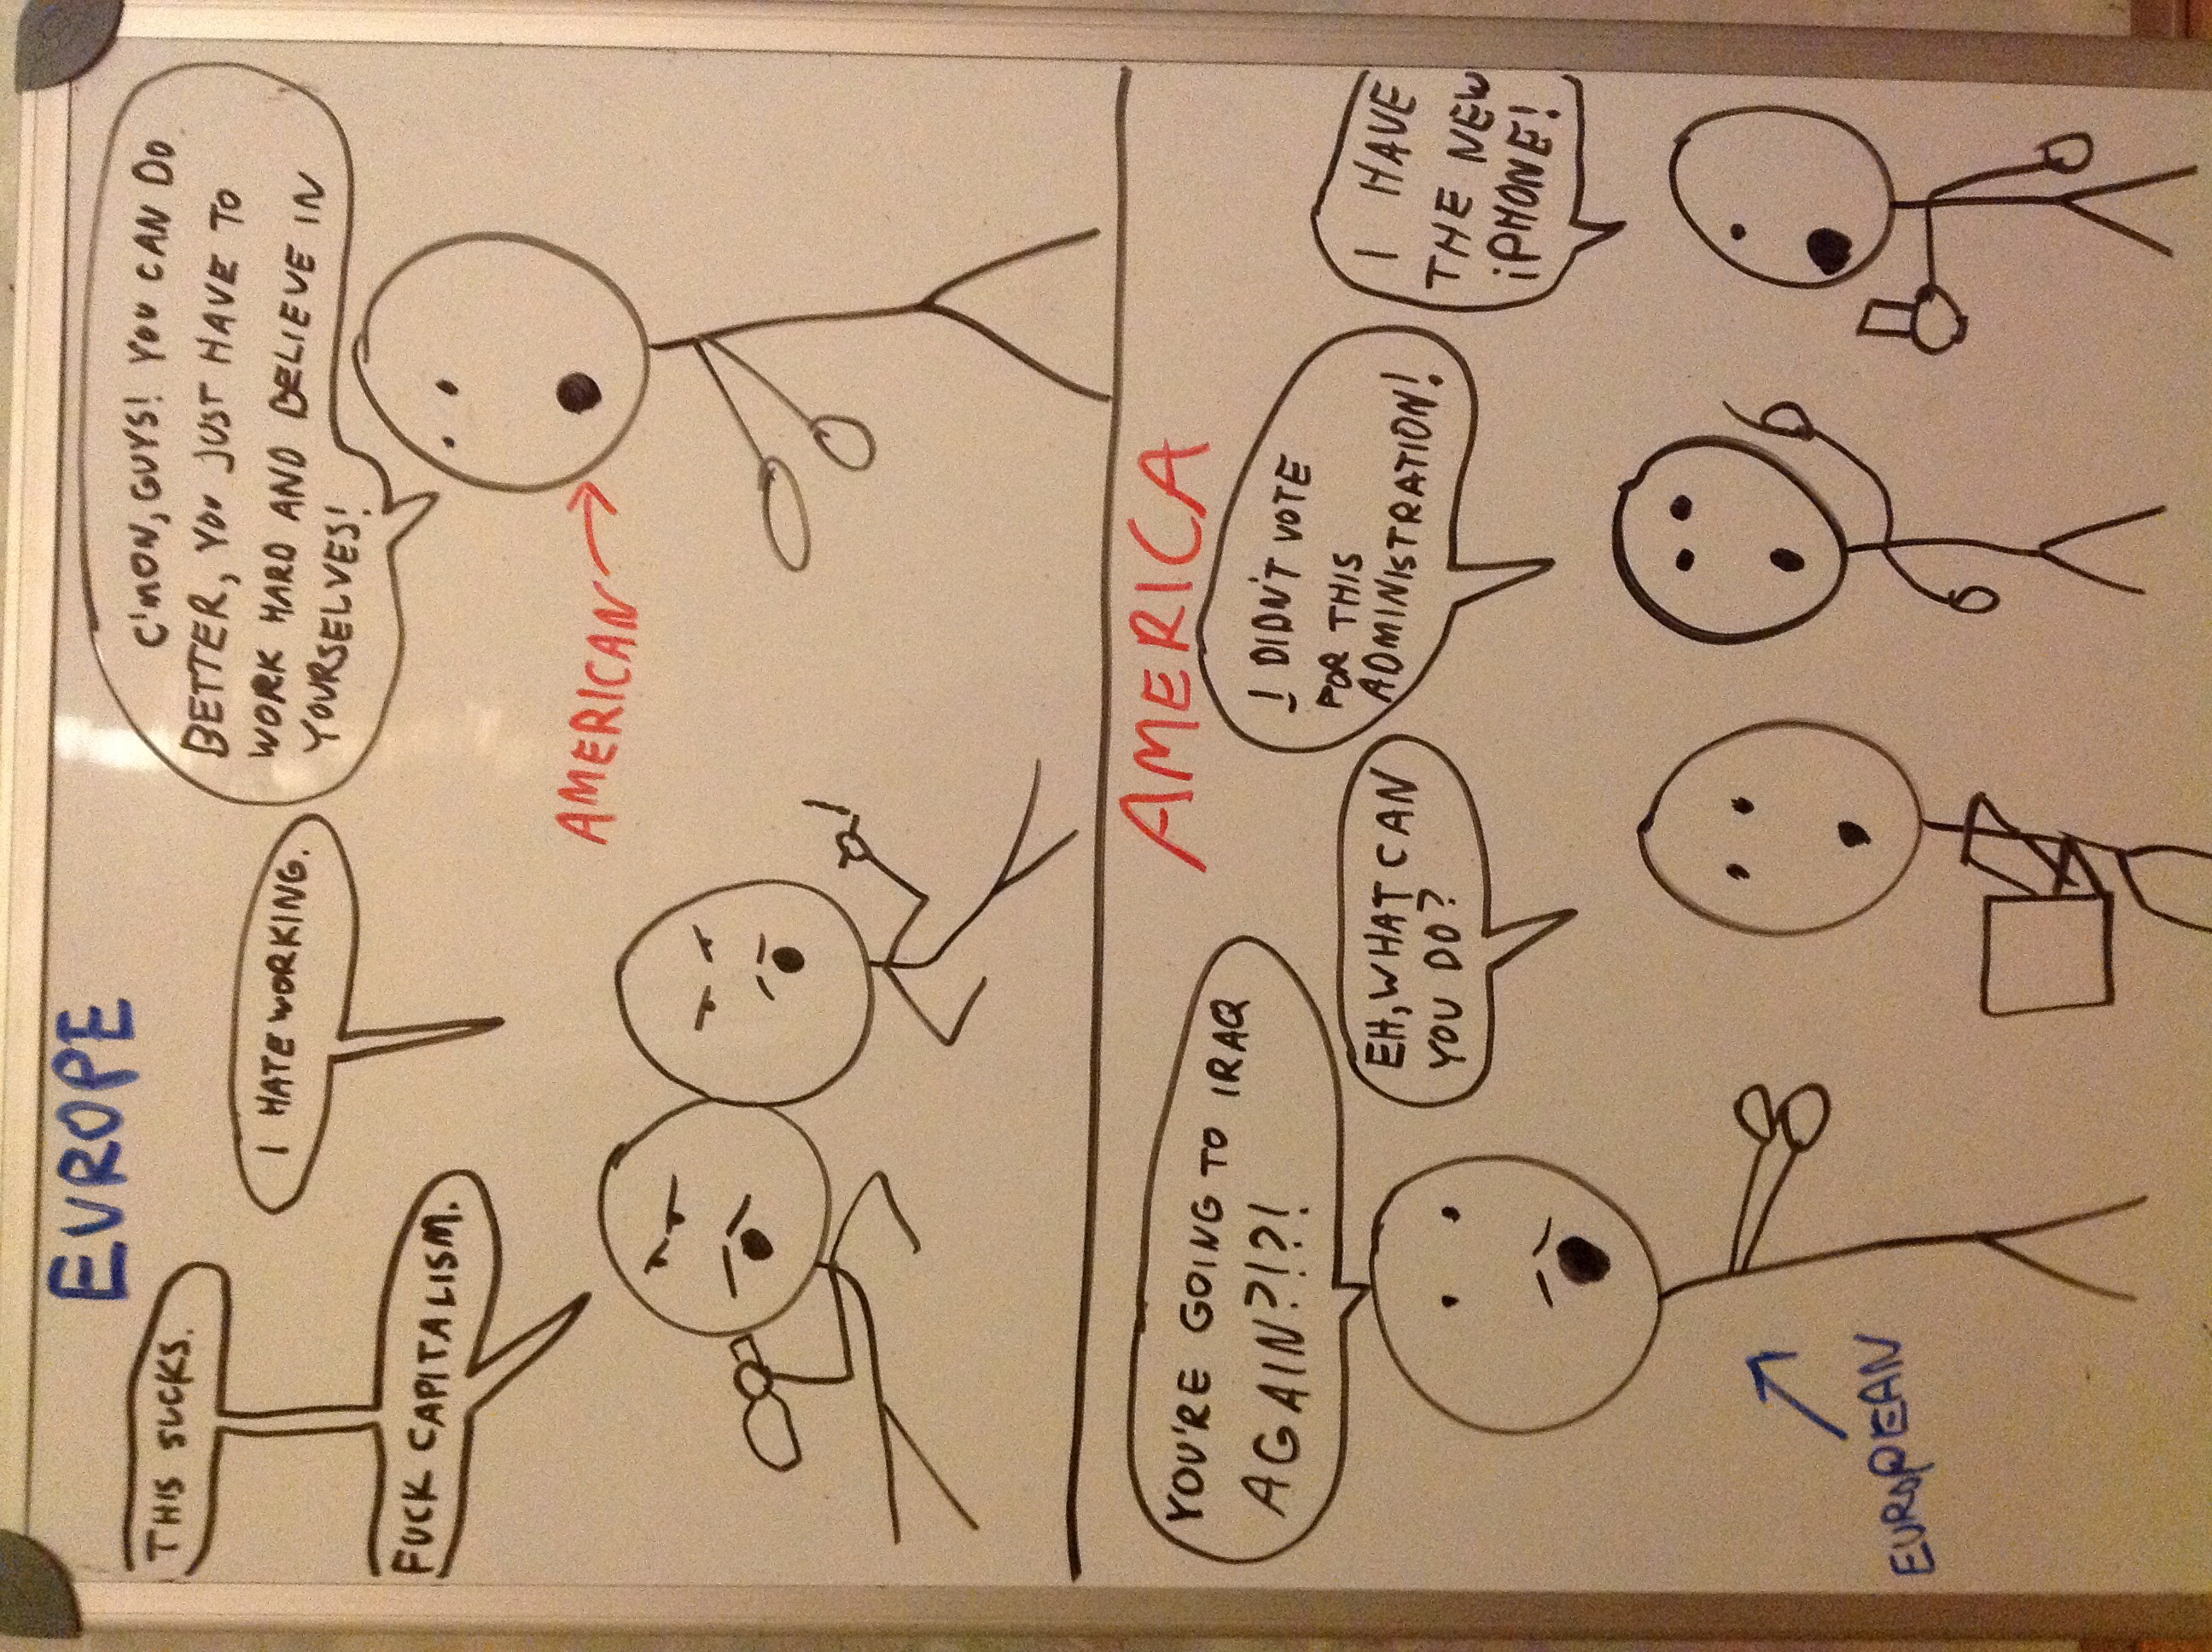 EUROPE
THIS SUCKS.
FUCK CAPITALISM.
I HATE WORKING.
C'MON, GUYS! YOU CAN DO
BETTER, YOU JUST HAVE TO
WORK HARD AND BELIEVE IN
YOURSELVES!
AMERICAN
AMERICA
YOU'RE GOING TO IRAQ
AGAIN?!?!
EH, WHAT CAN
YOU DO?
I DIDN'T VOTE
FOR THIS
ADMINISTRATION!
I HAVE
THE NEW
iPHONE!
EUROPEAN